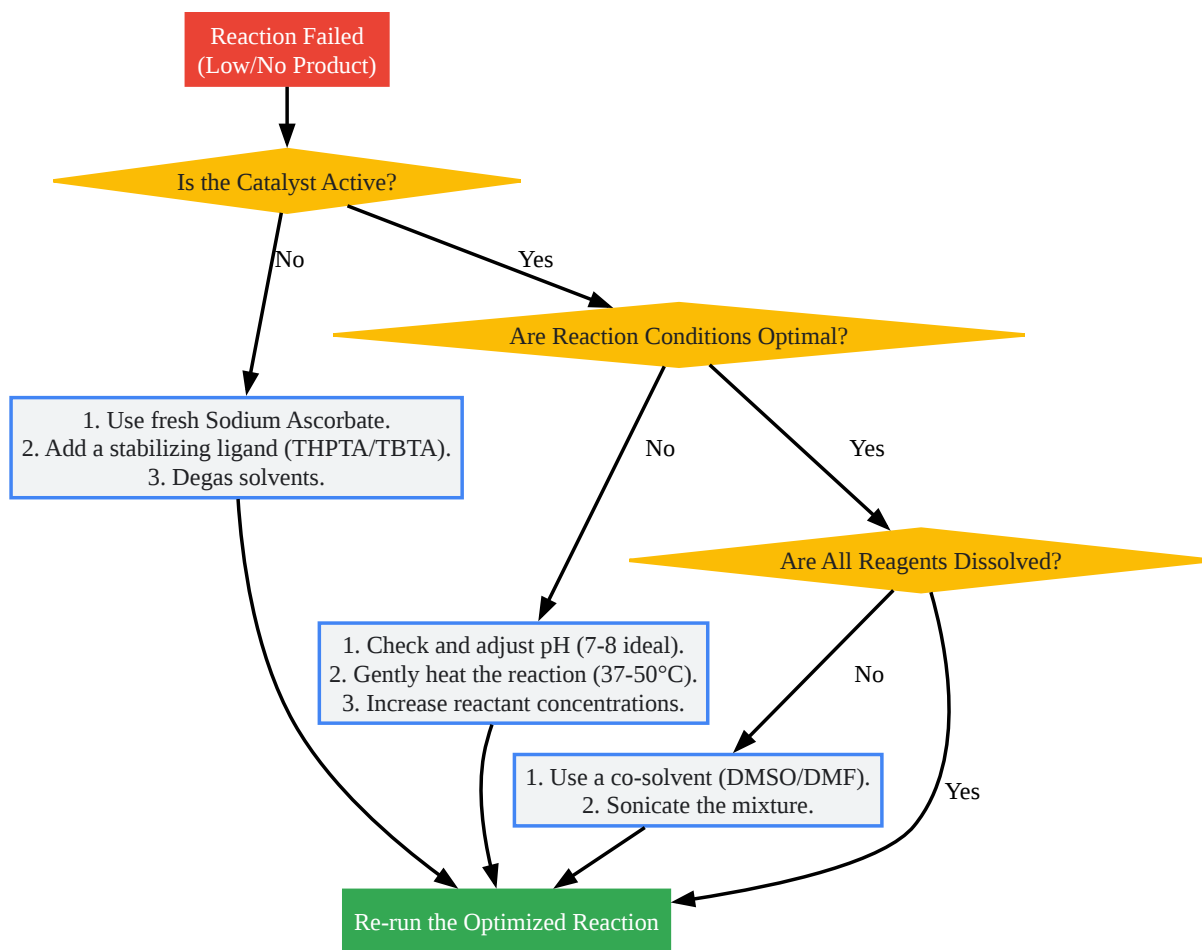 Reaction Failed
(Low/No Product)
Is the Catalyst Active?
No
Yes
Are Reaction Conditions Optimal?
1. Use fresh Sodium Ascorbate.
2. Add a stabilizing ligand (THPTA/TBTA).
3. Degas solvents.
No
Yes
Are All Reagents Dissolved?
1. Check and adjust pH (7-8 ideal).
2. Gently heat the reaction (37-50°C).
3. Increase reactant concentrations.
No
1. Use a co-solvent (DMSO/DMF).
2. Sonicate the mixture.
Yes
Re-run the Optimized Reaction